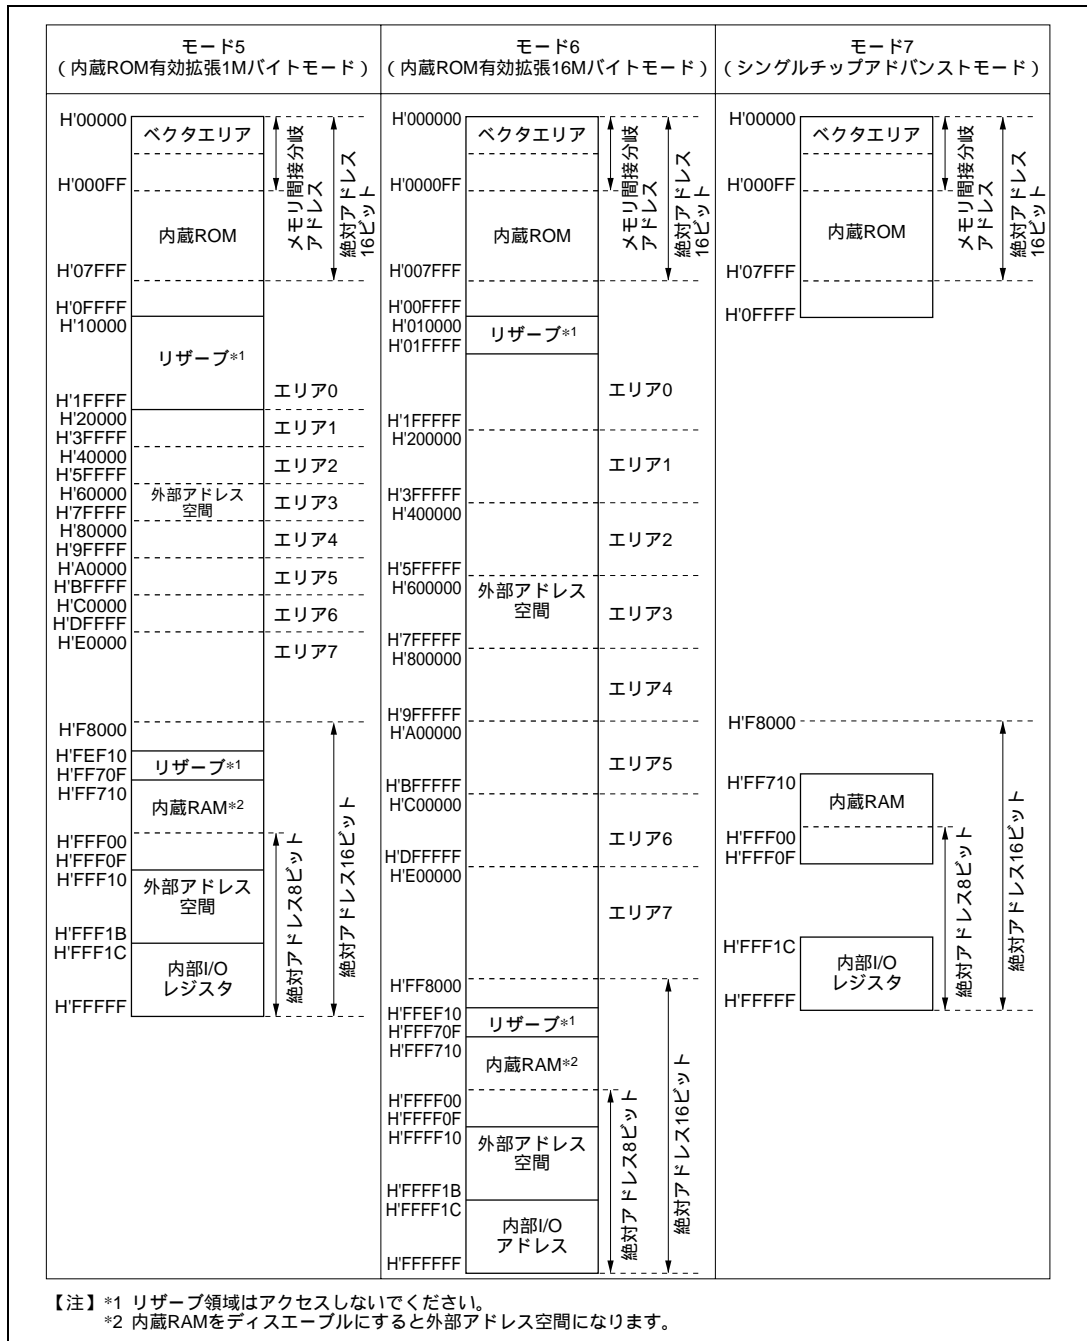 モード5
（内蔵ROM有効拡張1Mバイトモード）
H'00000
ベクタエリア
H'000FF
内蔵ROM
H'07FFF
H'0FFFF
H'10000
リザーブ*1
H'1FFFF
H'20000
H'3FFFF
H'40000
H'5FFFF
H'60000
H'7FFFF
H'80000
H'9FFFF
H'A0000
H'BFFFF
H'C0000
H'DFFFF
H'E0000
外部アドレス
空間
エリア0
エリア1
エリア2
エリア3
エリア4
エリア5
エリア6
エリア7
メモリ間接分岐
アドレス
絶対アドレス
16ビット
H'F8000
H'FEF10
H'FF70F
リザーブ*1
H'FF710
内蔵RAM*2
H'FFF00
H'FFF0F
H'FFF10
外部アドレス
空間
H'FFF1B
H'FFF1C
内部I/O
レジスタ
H'FFFFF
絶対アドレス8ビット
絶対アドレス16ビット
モード6
（内蔵ROM有効拡張16Mバイトモード）
H'000000
ベクタエリア
H'0000FF
内蔵ROM
H'007FFF
H'00FFFF
H'010000
リザーブ*1
H'01FFFF
H'1FFFFF
H'200000
H'3FFFFF
H'400000
H'5FFFFF
H'600000
H'7FFFFF
H'800000
H'9FFFFF
H'A00000
H'BFFFFF
H'C00000
H'DFFFFF
H'E00000
外部アドレス
空間
エリア0
エリア1
エリア2
エリア3
エリア4
エリア5
エリア6
エリア7
メモリ間接分岐
アドレス
絶対アドレス
16ビット
H'FF8000
H'FFEF10
H'FFF70F
リザーブ*1
H'FFF710
内蔵RAM*2
H'FFFF00
H'FFFF0F
H'FFFF10
外部アドレス
空間
H'FFFF1B
H'FFFF1C
内部I/O
アドレス
H'FFFFFF
絶対アドレス8ビット
絶対アドレス16ビット
モード7
（シングルチップアドバンストモード）
H'00000
ベクタエリア
H'000FF
内蔵ROM
H'07FFF
H'0FFFF
メモリ間接分岐
アドレス
絶対アドレス
16ビット
H'F8000
H'FF710
内蔵RAM
H'FFF00
H'FFF0F
H'FFF1C
内部I/O
レジスタ
H'FFFFF
絶対アドレス8ビット
絶対アドレス16ビット
【注】*1 リザーブ領域はアクセスしないでください。
*2 内蔵RAMをディスエーブルにすると外部アドレス空間になります。